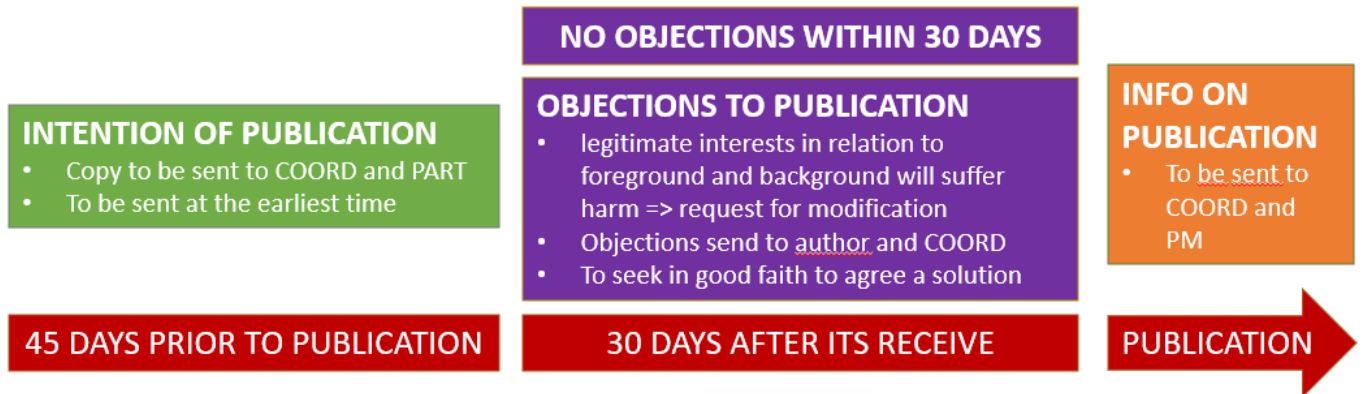 INTENTION OF PUBLICATION
• Copy to be sent to COORD and PART
• To be sent at the earliest time
45 DAYS PRIOR TO PUBLICATION
NO OBJECTIONS WITHIN 30 DAYS
OBJECTIONS TO PUBLICATION
• legitimate interests in relation to
foreground and background will suffer
harm => request for modification
• Objections send to author and COORD
• To seek in good faith to agree a solution
30 DAYS AFTER ITS RECEIVE
INFO ON
PUBLICATION
• To be sent to
COORD and
PM
PUBLICATION